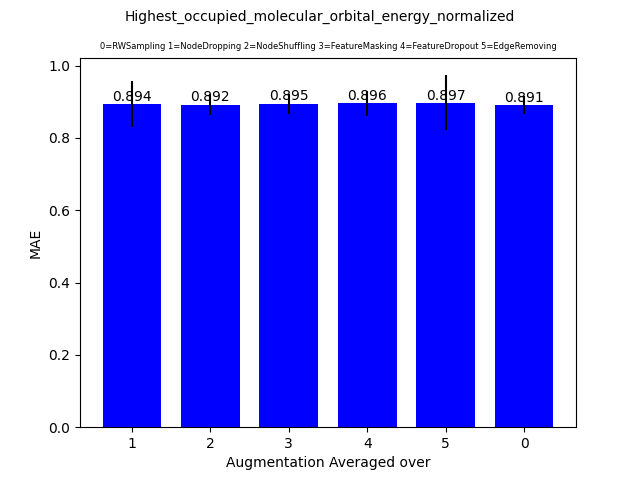 Highest_occupied_molecular_orbital_energy_normalized
0=RWSampling 1=NodeDropping 2=NodeShuffling 3=FeatureMasking 4=FeatureDropout 5=EdgeRemoving
1.0
0.894 0.892 0.895 0.896 0.897 0.891
0.8
0.6
MAE
0.4
0.2
0.0
1 2 3 4 5 0
Augmentation Averaged over